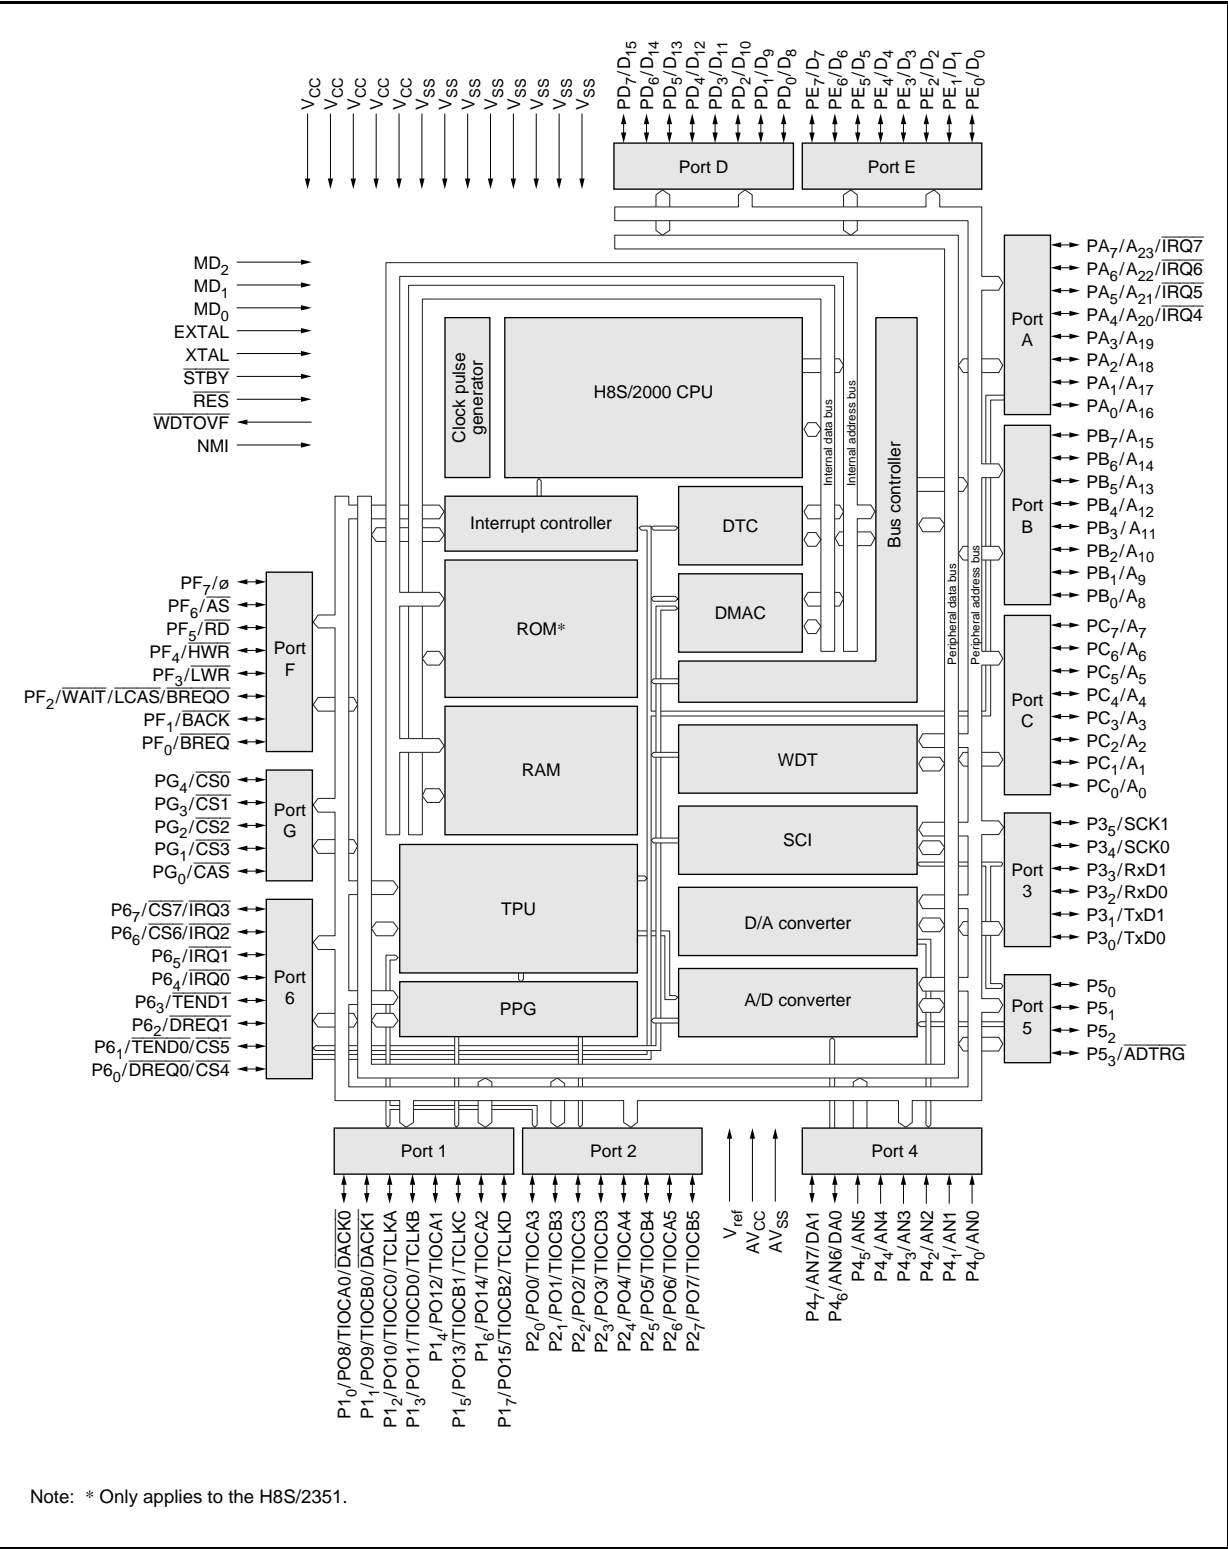 VCC
VCC
VCC
VCC
VCC
VSS
VSS
VSS
VSS
VSS
VSS
VSS
VSS
PD7/D15
PD6/D14
PD5/D13
PD4/D12
PD3/D11
PD2/D10
PD1/D9
PD0/D8
PE7/D7
PE6/D6
PE5/D5
PE4/D4
PE3/D3
PE2/D2
PE1/D1
PE0/D0
Port D
Port E
MD2
MD1
MD0
EXTAL
XTAL
STBY
RES
WDTOVF
NMI
Clock pulse
generator
H8S/2000 CPU
Internal data bus
Internal address bus
Bus controller
Peripheral data bus
Peripheral address bus
Interrupt controller
DTC
ROM*
DMAC
RAM
WDT
SCI
TPU
D/A converter
PPG
A/D converter
Port
A
PA7/A23/IRQ7
PA6/A22/IRQ6
PA5/A21/IRQ5
PA4/A20/IRQ4
PA3/A19
PA2/A18
PA1/A17
PA0/A16
Port
B
PB7/A15
PB6/A14
PB5/A13
PB4/A12
PB3/A11
PB2/A10
PB1/A9
PB0/A8
Port
C
PC7/A7
PC6/A6
PC5/A5
PC4/A4
PC3/A3
PC2/A2
PC1/A1
PC0/A0
Port
3
P35/SCK1
P34/SCK0
P33/RxD1
P32/RxD0
P31/TxD1
P30/TxD0
Port
5
P50
P51
P52
P53/ADTRG
PF7/ø
PF6/AS
PF5/RD
PF4/HWR
PF3/LWR
PF2/WAIT/LCAS/BREQO
PF1/BACK
PF0/BREQ
Port
F
PG4/CS0
PG3/CS1
PG2/CS2
PG1/CS3
PG0/CAS
Port
G
P67/CS7/IRQ3
P66/CS6/IRQ2
P65/IRQ1
P64/IRQ0
P63/TEND1
P62/DREQ1
P61/TEND0/CS5
P60/DREQ0/CS4
Port
6
Port 1
Port 2
Port 4
P10/PO8/TIOCA0/DACK0
P11/PO9/TIOCB0/DACK1
P12/PO10/TIOCC0/TCLKA
P13/PO11/TIOCD0/TCLKB
P14/PO12/TIOCA1
P15/PO13/TIOCB1/TCLKC
P16/PO14/TIOCA2
P17/PO15/TIOCB2/TCLKD
P20/PO0/TIOCA3
P21/PO1/TIOCB3
P22/PO2/TIOCC3
P23/PO3/TIOCD3
P24/PO4/TIOCA4
P25/PO5/TIOCB4
P26/PO6/TIOCA5
P27/PO7/TIOCB5
Vref
AVCC
AVSS
P47/AN7/DA1
P46/AN6/DA0
P45/AN5
P44/AN4
P43/AN3
P42/AN2
P41/AN1
P40/AN0
Note: * Only applies to the H8S/2351.